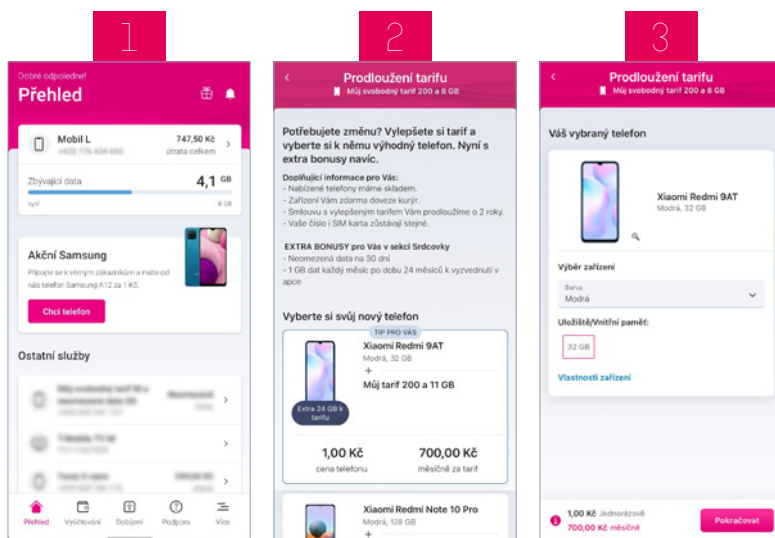 1
Dobré odpoledne!
Přehled
Mobil L
747,50 Kč
útrata celkem
Zbývající data
4,1 GB
nyní
8 GB
Akční Samsung
Připojte se k věrným zákazníkům a máte od
nás telefon Samsung A12 za 1 Kč.
Chci telefon
Ostatní služby
Přehled
Vyúčtování
Dobíjení
Podpora
Více
2
Prodloužení tarifu
Můj svobodný tarif 200 a 8 GB
Potřebujete změnu? Vylepšete si tarif a
vyberte si k němu výhodný telefon. Nyní s
extra bonusy navíc.
Doplňující informace pro Vás:
- Nabízené telefony máme skladem.
- Zařízení Vám zdarma doveze kurýr.
- Smlouvu s vylepšeným tarifem Vám prodloužíme o 2 roky.
- Vaše číslo i SIM karta zůstávají stejné.
EXTRA BONUSY pro Vás v sekci Srdcovky
- Neomezená data na 30 dní
- 1 GB dat každý měsíc po dobu 24 měsíců k vyzvednutí v
apce
Vyberte si svůj nový telefon
TIP PRO VÁS
Xiaomi Redmi 9AT
Modrá, 32 GB
+
Můj tarif 200 a 11 GB
Extra 24 GB k
tarifu
1,00 Kč
700,00 Kč
cena telefonu
měsíčně za tarif
Xiaomi Redmi Note 10 Pro
Modrá, 128 GB
+
3
Prodloužení tarifu
Můj svobodný tarif 200 a 8 GB
Váš vybraný telefon
Xiaomi Redmi 9AT
Modrá, 32 GB
Výběr zařízení
Barva
Modrá
Uložiště/Vnitřní paměť:
32 GB
Vlastnosti zařízení
1,00 Kč Jednorázově
700,00 Kč měsíčně
Pokračovat